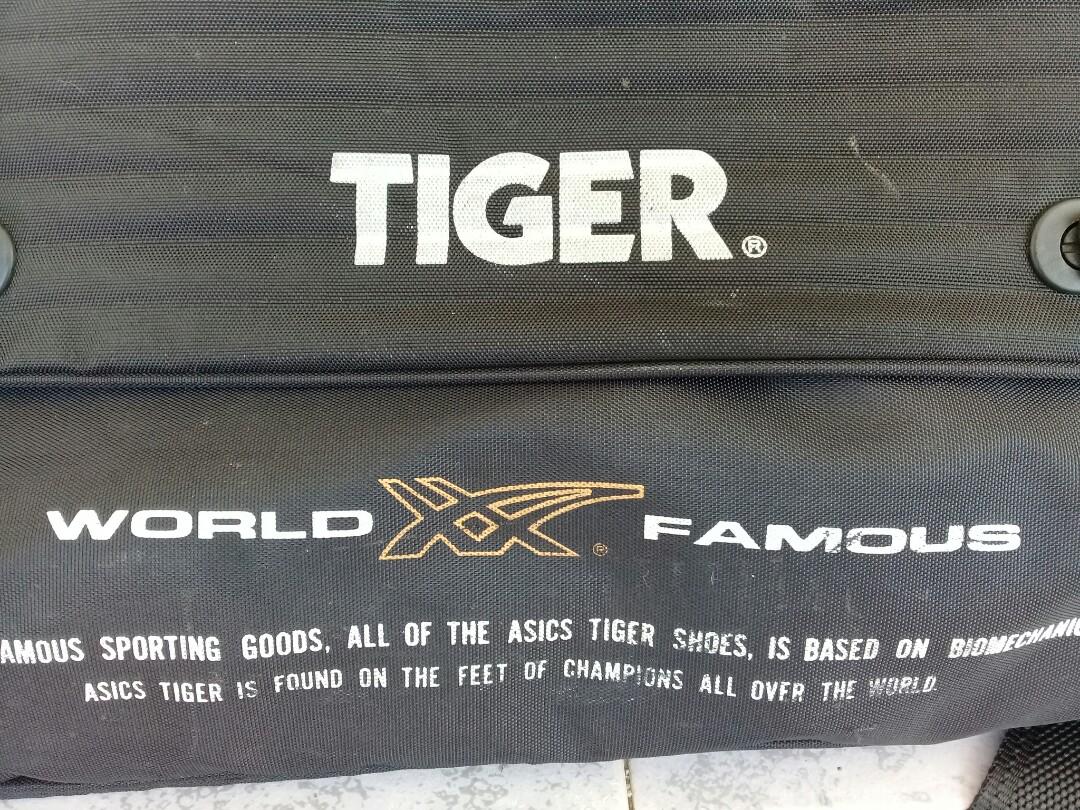 TIGER®
WORLD ® FAMOUS
AMOUS SPORTING GOODS, ALL OF THE ASICS TIGER SHOES, IS BASED ON BIOMECHANIC
ASICS TIGER IS FOUND ON THE FEET OF CHAMPIONS ALL OVER THE WORLD.